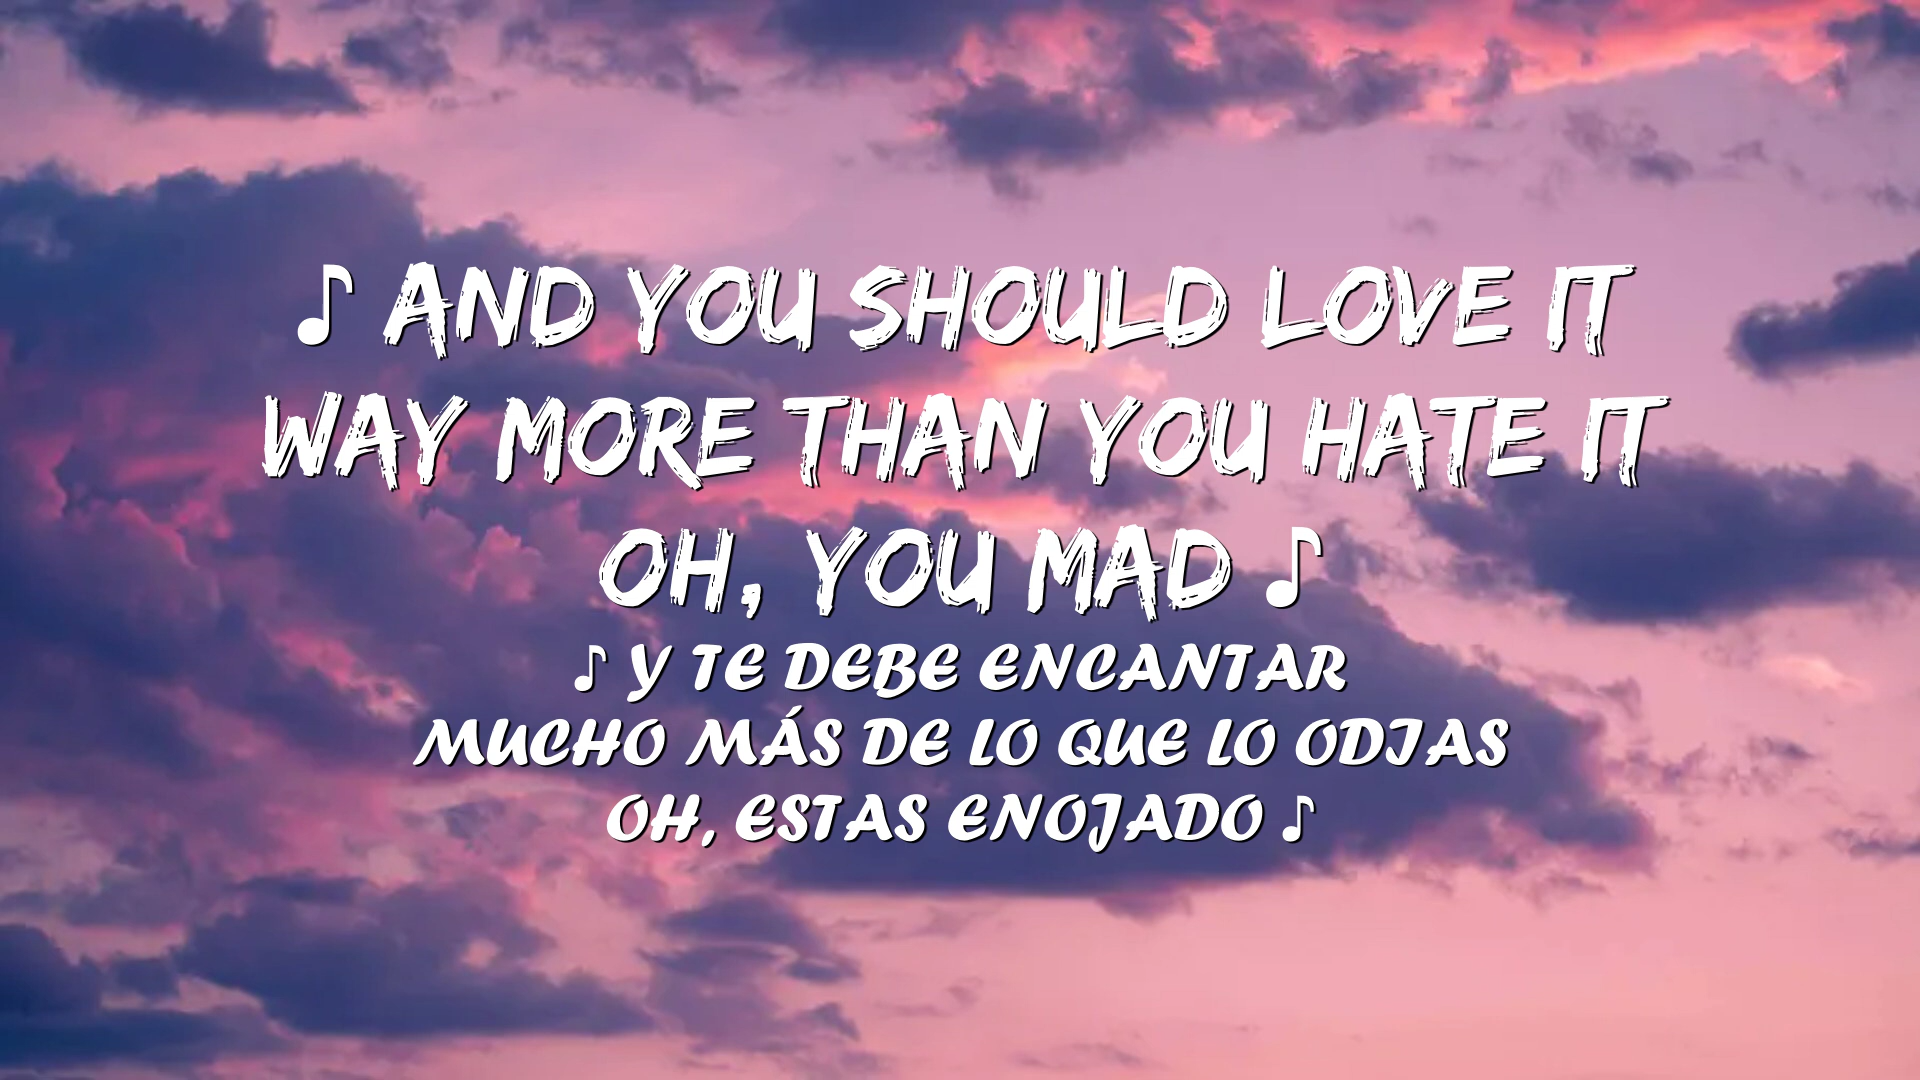 ♪ AND YOU SHOULD LOVE IT
WAY MORE THAN YOU HATE IT
OH, YOU MAD ♪
♪ Y TE DEBE ENCANTAR
MUCHO MÁS DE LO QUE LO ODIAS
OH, ESTAS ENOJADO ♪